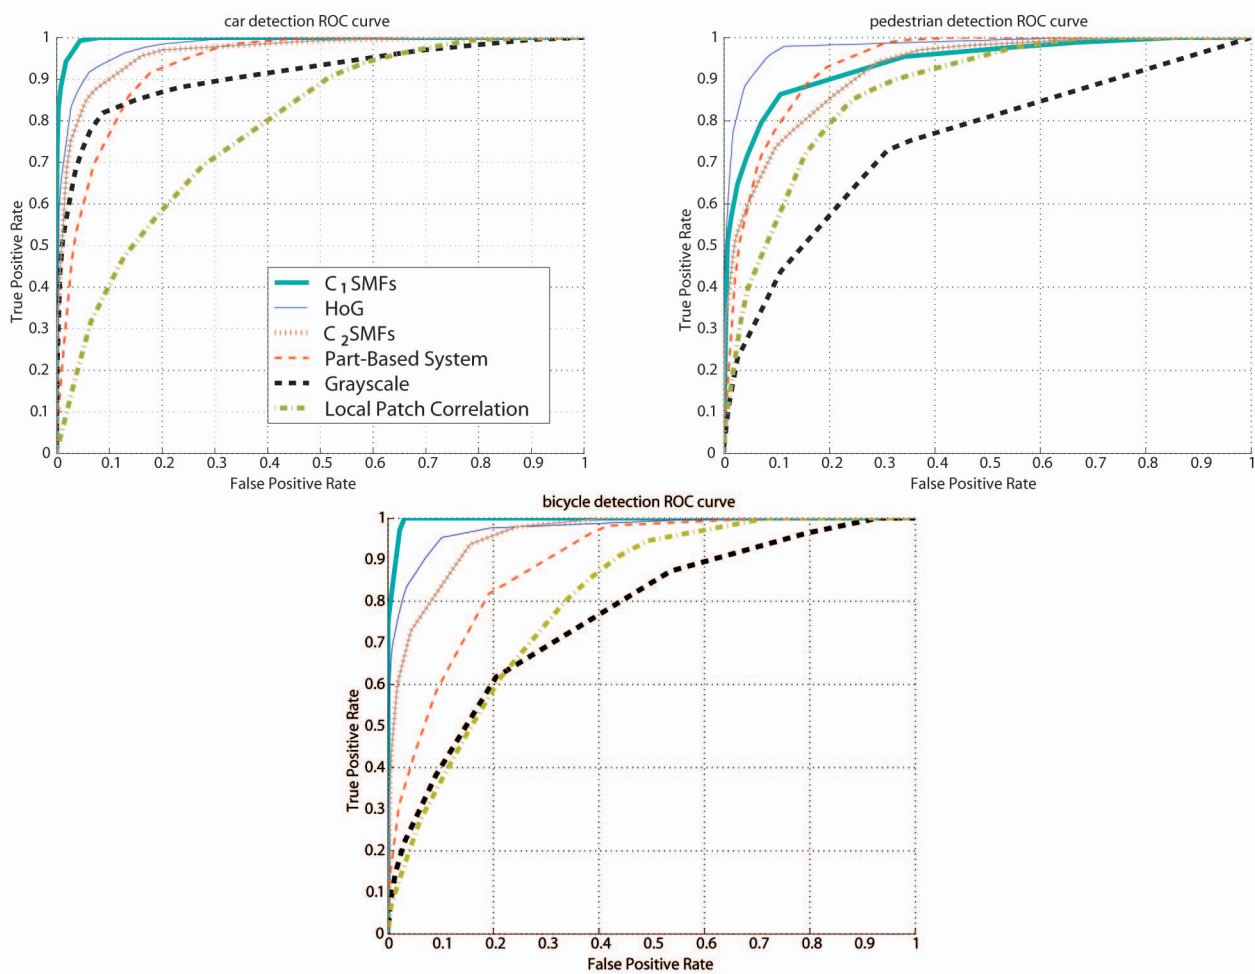 car detection ROC curve
1
0.9
0.8
0.7
0.6
0.5
0.4
0.3
0.2
0.1
0
True Positive Rate
C 1 SMFs
HoG
C 2 SMFs
Part-Based System
Grayscale
Local Patch Correlation
0 0.1 0.2 0.3 0.4 0.5 0.6 0.7 0.8 0.9 1
False Positive Rate
pedestrian detection ROC curve
1
0.9
0.8
0.7
0.6
0.5
0.4
0.3
0.2
0.1
0
True Positive Rate
0 0.1 0.2 0.3 0.4 0.5 0.6 0.7 0.8 0.9 1
False Positive Rate
bicycle detection ROC curve
1
0.9
0.8
0.7
0.6
0.5
0.4
0.3
0.2
0.1
0
True Positive Rate
0 0.1 0.2 0.3 0.4 0.5 0.6 0.7 0.8 0.9 1
False Positive Rate